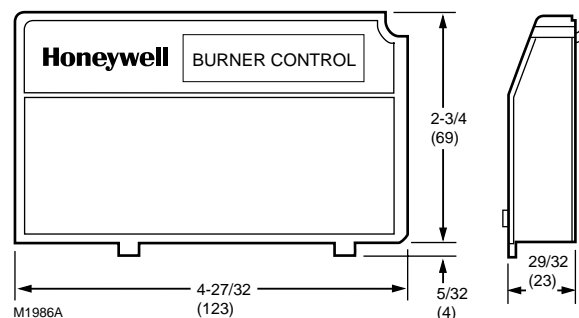 Honeywell
BURNER CONTROL
2-3/4
(69)
4-27/32
(123)
5/32
(4)
29/32
(23)
M1986A